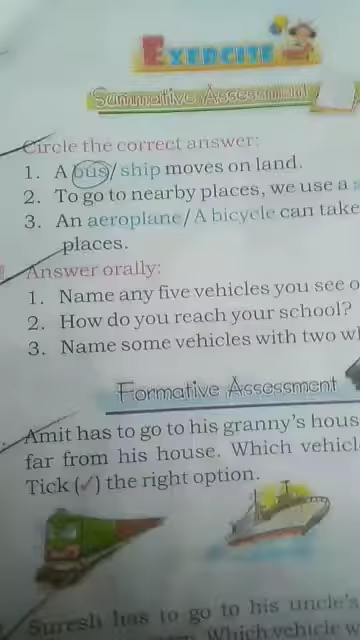 EXERCISE
Summative Assessment
Circle the correct answer:
1. A bus/ship moves on land.
2. To go to nearby places, we use a
3. An aeroplane/A bicycle can take
places.
Answer orally:
1. Name any five vehicles you see
2. How do you reach your school?
3. Name some vehicles with two
Formative Assessment
Amit has to go to his granny's
far from his house. Which
Tick (✓) the right option.
Suresh has to go to his uncle's
Which vehicle